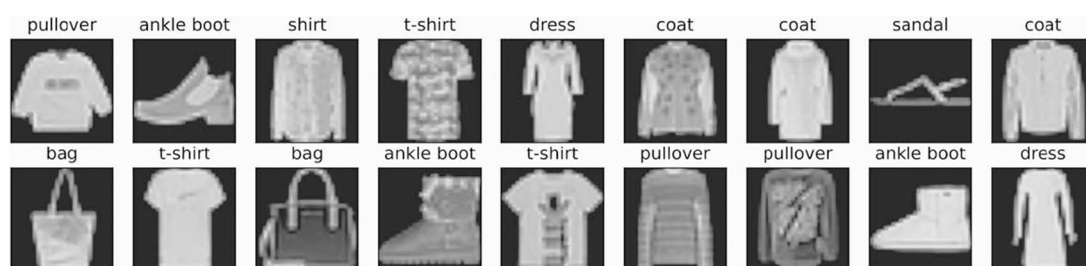 pullover ankle boot shirt t-shirt dress coat coat sandal coat
bag t-shirt bag ankle boot t-shirt pullover pullover ankle boot dress